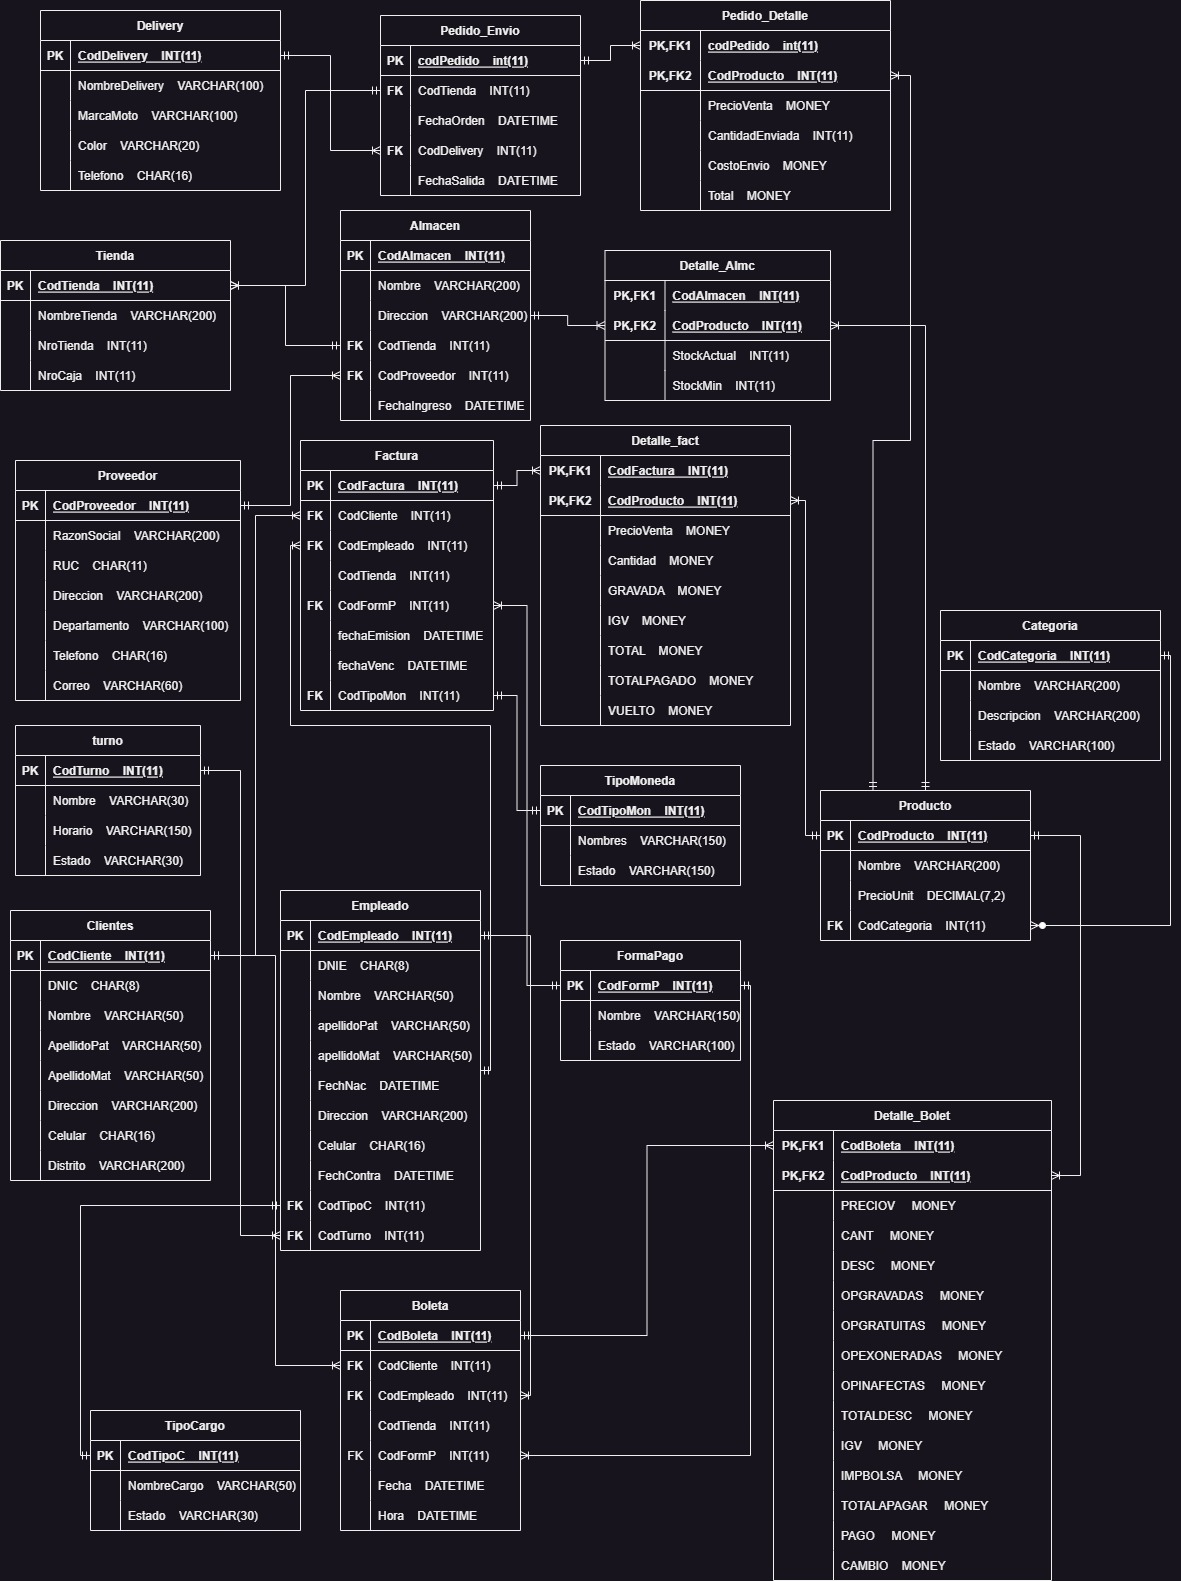 Delivery
PK CodDelivery INT(11)
NombreDelivery VARCHAR(100)
MarcaMoto VARCHAR(100)
Color VARCHAR(20)
Telefono CHAR(16)
Pedido_Envio
PK codPedido int(11)
FK CodTienda INT(11)
FechaOrden DATETIME
FK CodDelivery INT(11)
FechaSalida DATETIME
Pedido_Detalle
PK,FK1 codPedido int(11)
PK,FK2 CodProducto INT(11)
PrecioVenta MONEY
CantidadEnviada INT(11)
CostoEnvio MONEY
Total MONEY
Tienda
PK CodTienda INT(11)
NombreTienda VARCHAR(200)
NroTienda INT(11)
NroCaja INT(11)
Almacen
PK CodAlmacen INT(11)
Nombre VARCHAR(200)
Direccion VARCHAR(200)
FK CodTienda INT(11)
FK CodProveedor INT(11)
FechaIngreso DATETIME
Detalle_Almc
PK,FK1 CodAlmacen INT(11)
PK,FK2 CodProducto INT(11)
StockActual INT(11)
StockMin INT(11)
Proveedor
PK CodProveedor INT(11)
RazonSocial VARCHAR(200)
RUC CHAR(11)
Direccion VARCHAR(200)
Departamento VARCHAR(100)
Telefono CHAR(16)
Correo VARCHAR(60)
Factura
PK CodFactura INT(11)
FK CodCliente INT(11)
FK CodEmpleado INT(11)
CodTienda INT(11)
FK CodFormP INT(11)
fechaEmision DATETIME
fechaVenc DATETIME
FK CodTipoMon INT(11)
Detalle_fact
PK,FK1 CodFactura INT(11)
PK,FK2 CodProducto INT(11)
PrecioVenta MONEY
Cantidad MONEY
GRAVADA MONEY
IGV MONEY
TOTAL MONEY
TOTALPAGADO MONEY
VUELTO MONEY
Categoria
PK CodCategoria INT(11)
Nombre VARCHAR(200)
Descripcion VARCHAR(200)
Estado VARCHAR(100)
turno
PK CodTurno INT(11)
Nombre VARCHAR(30)
Horario VARCHAR(150)
Estado VARCHAR(30)
TipoMoneda
PK CodTipoMon INT(11)
Nombres VARCHAR(150)
Estado VARCHAR(150)
Producto
PK CodProducto INT(11)
Nombre VARCHAR(200)
PrecioUnit DECIMAL(7,2)
FK CodCategoria INT(11)
Clientes
PK CodCliente INT(11)
DNIC CHAR(8)
Nombre VARCHAR(50)
ApellidoPat VARCHAR(50)
ApellidoMat VARCHAR(50)
Direccion VARCHAR(200)
Celular CHAR(16)
Distrito VARCHAR(200)
Empleado
PK CodEmpleado INT(11)
DNIE CHAR(8)
Nombre VARCHAR(50)
apellidoPat VARCHAR(50)
apellidoMat VARCHAR(50)
FechNac DATETIME
Direccion VARCHAR(200)
Celular CHAR(16)
FechContra DATETIME
FK CodTipoC INT(11)
FK CodTurno INT(11)
FormaPago
PK CodFormP INT(11)
Nombre VARCHAR(150)
Estado VARCHAR(100)
Detalle_Bolet
PK,FK1 CodBoleta INT(11)
PK,FK2 CodProducto INT(11)
PRECIOV MONEY
CANT MONEY
DESC MONEY
OPGRAVADAS MONEY
OPGRATUITAS MONEY
OPEXONERADAS MONEY
OPINAFECTAS MONEY
TOTALDESC MONEY
IGV MONEY
IMPBOLSA MONEY
TOTALAPAGAR MONEY
PAGO MONEY
CAMBIO MONEY
Boleta
PK CodBoleta INT(11)
FK CodCliente INT(11)
FK CodEmpleado INT(11)
CodTienda INT(11)
FK CodFormP INT(11)
Fecha DATETIME
Hora DATETIME
TipoCargo
PK CodTipoC INT(11)
NombreCargo VARCHAR(50)
Estado VARCHAR(30)